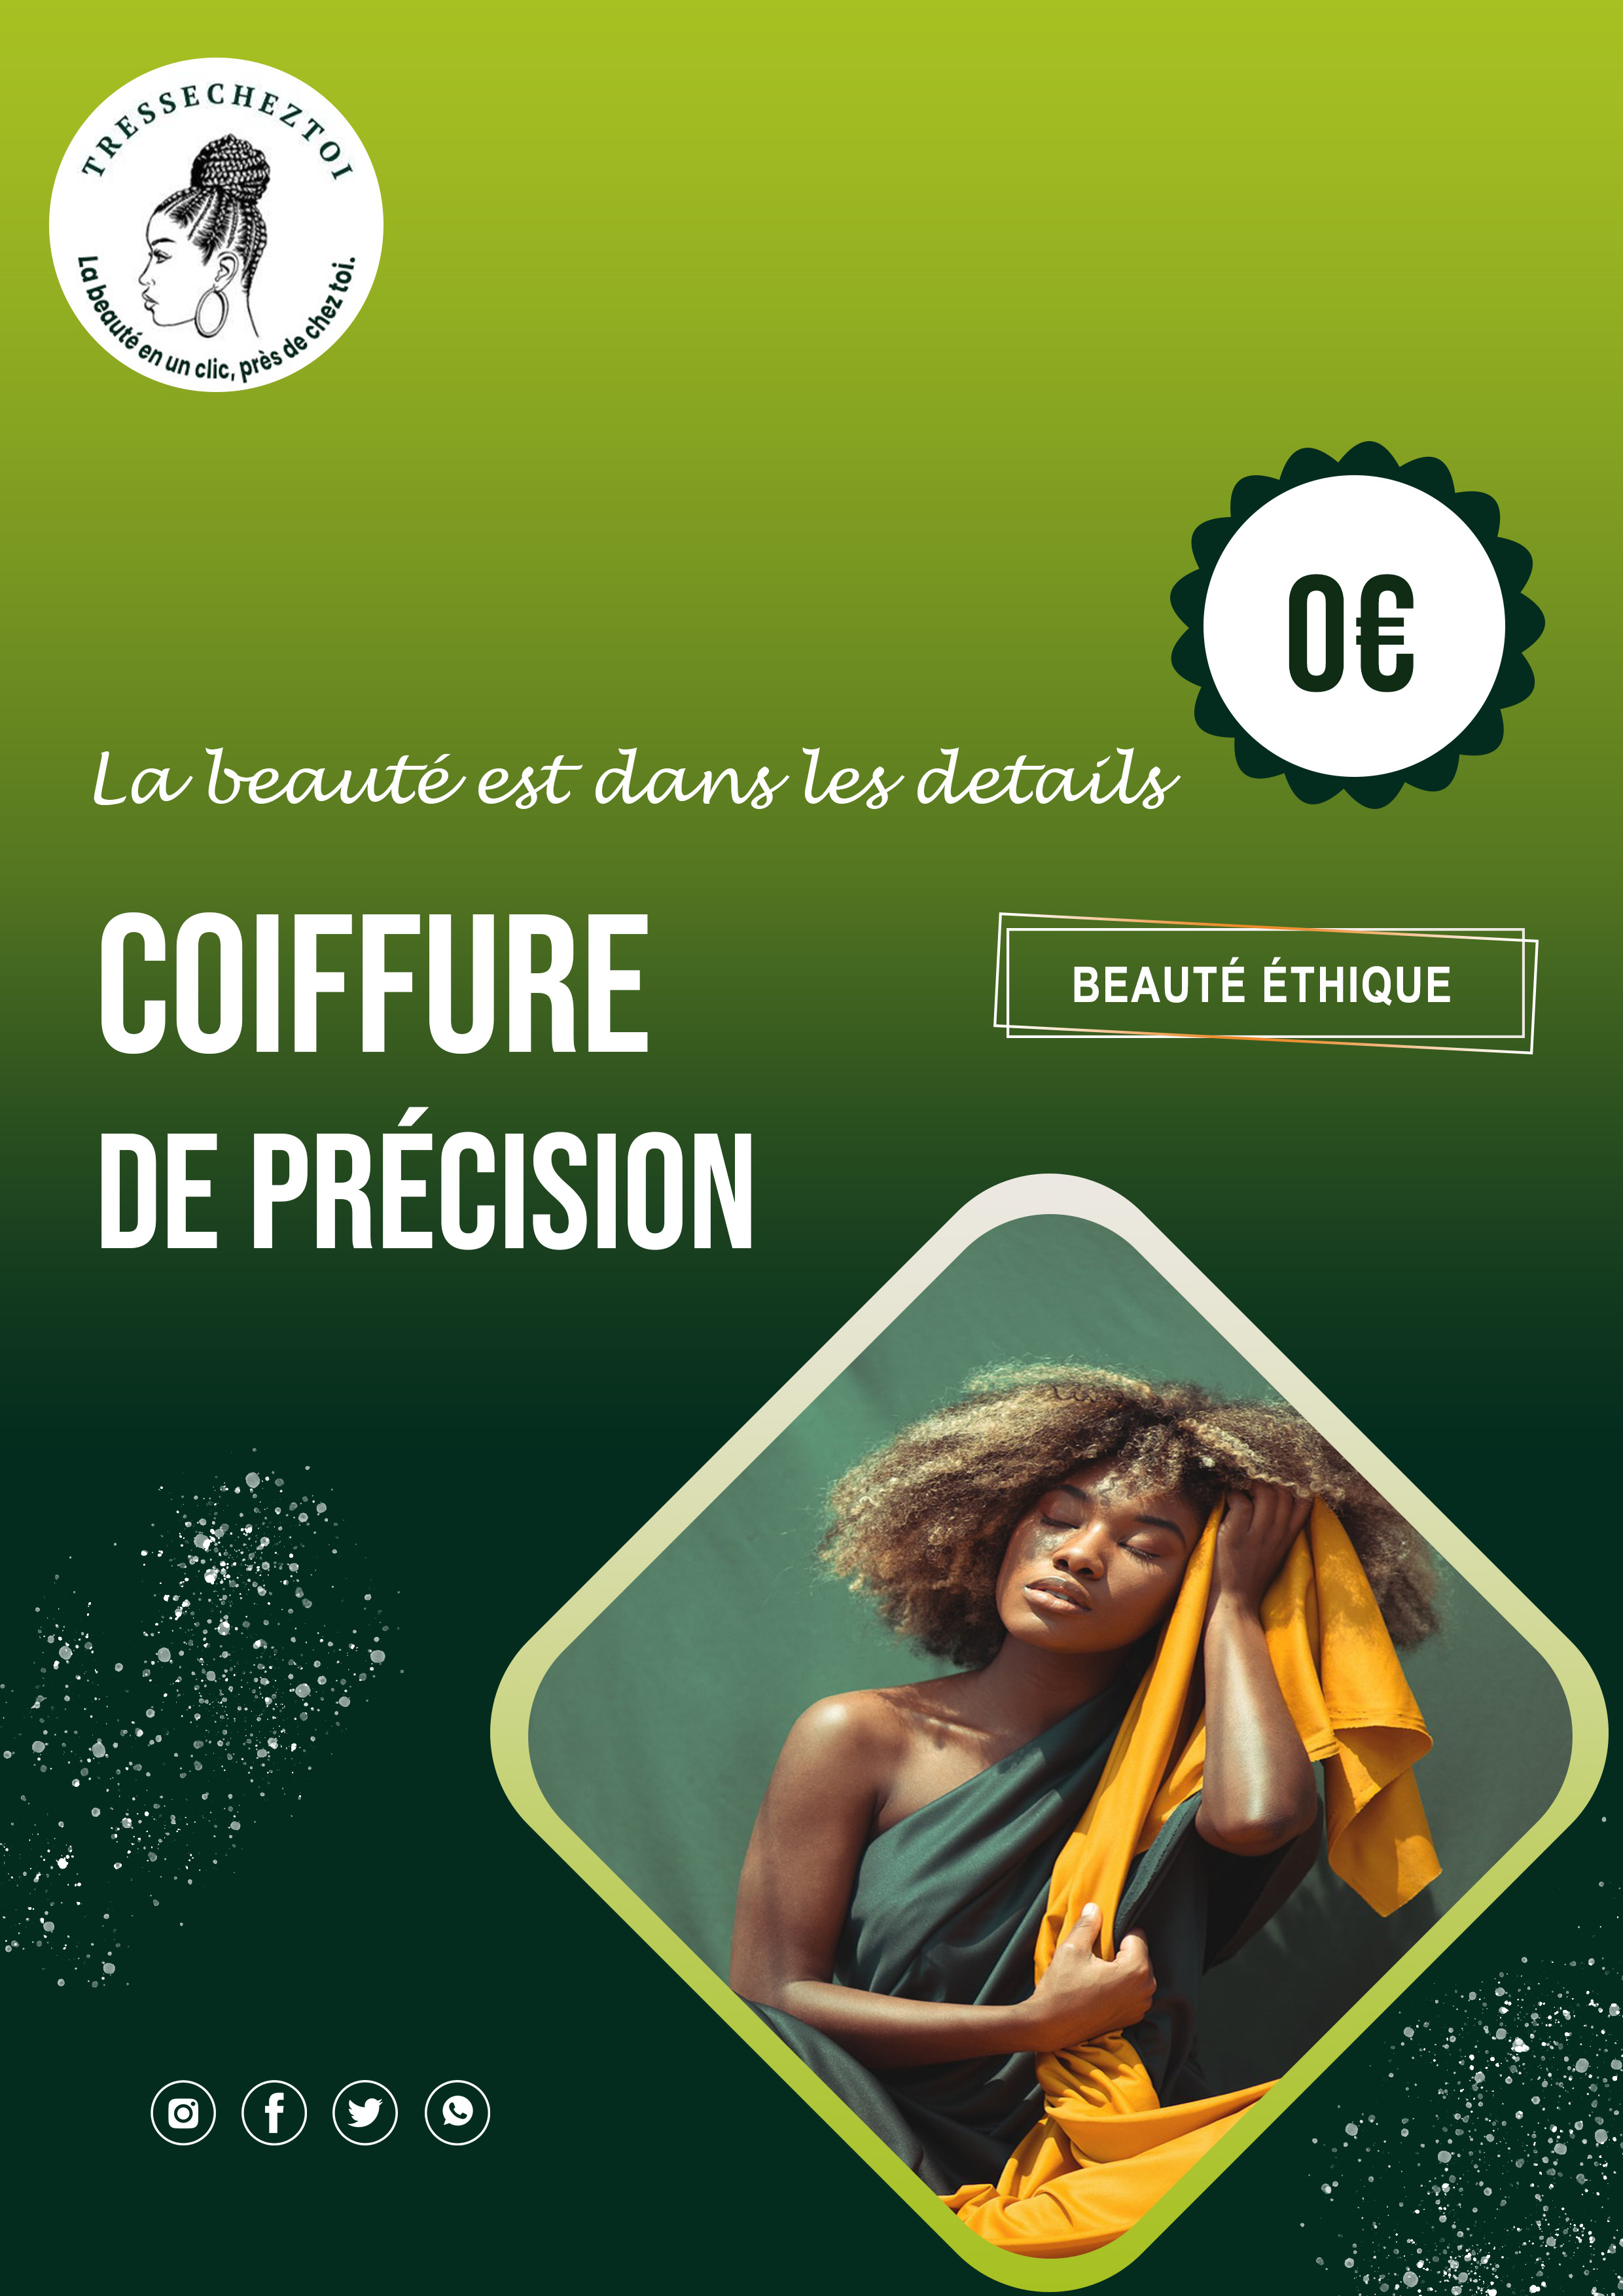 TRESSECHEZTOI
La beauté en un clic, près de chez toi.
0€
La beauté est dans les details
COIFFURE
BEAUTÉ ÉTHIQUE
DE PRÉCISION